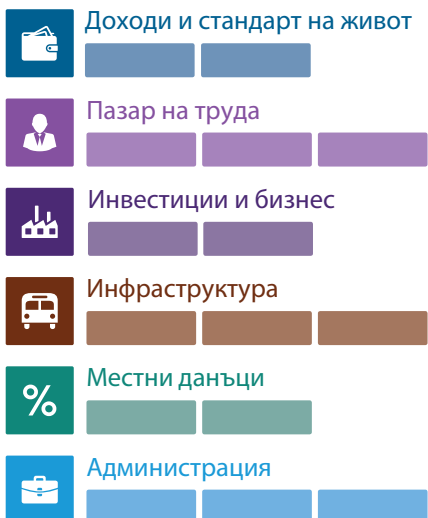 Доходи и стандарт на живот
Пазар на труда
Инвестиции и бизнес
Инфраструктура
Местни данъци
%
Администрация